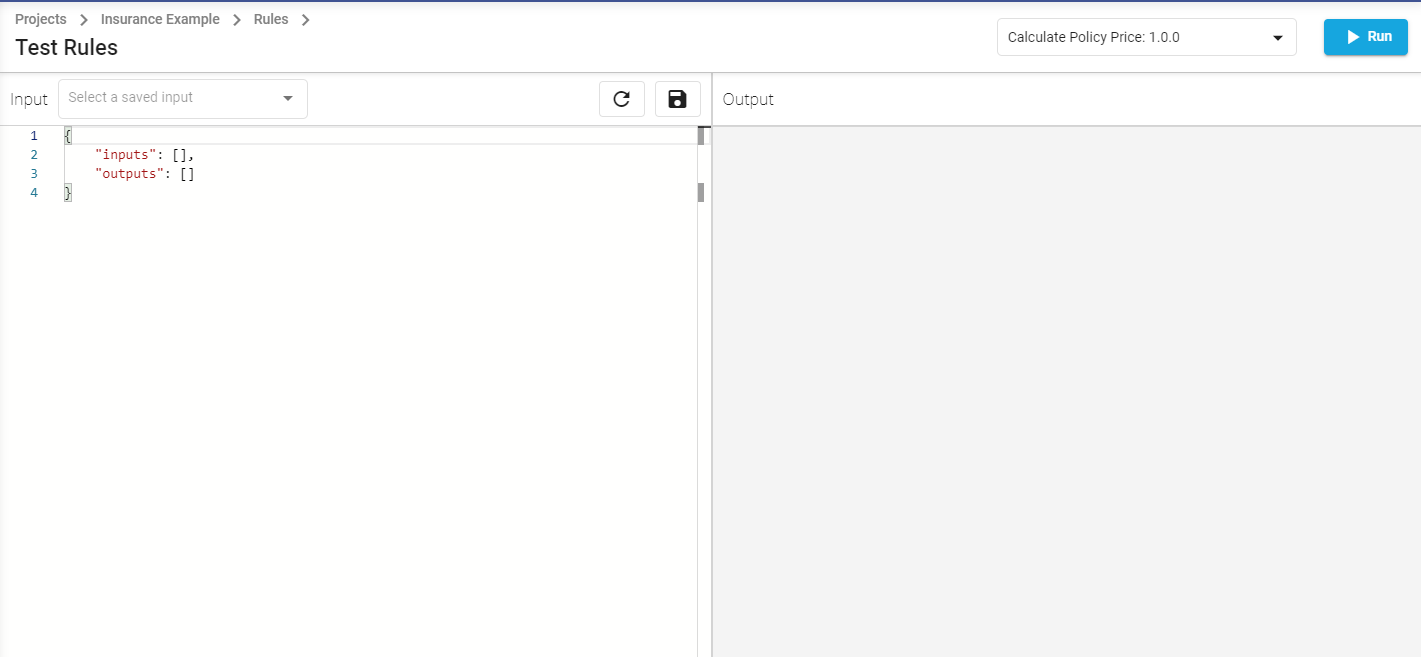 Projects > Insurance Example > Rules >
Test Rules
Calculate Policy Price: 1.0.0
Run
Input
Select a saved input
Output
1 {
2     "inputs": [],
3     "outputs": []
4 }